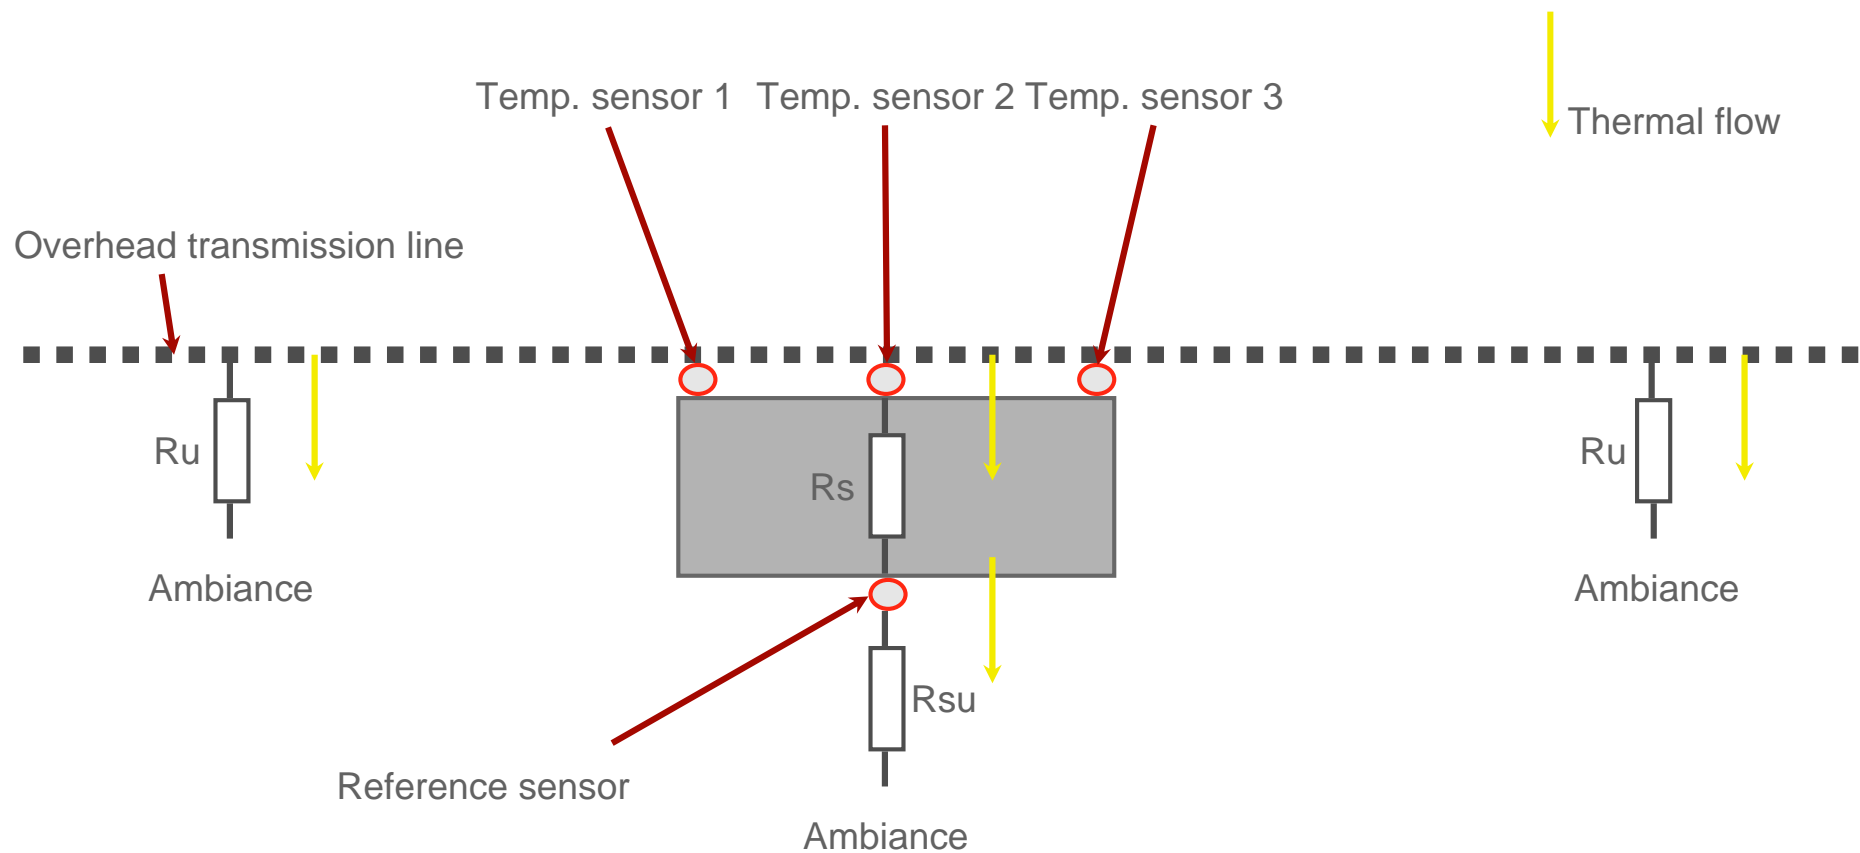 Temp. sensor 1
Temp. sensor 2
Temp. sensor 3
Thermal flow
Overhead transmission line
Ru
Rs
Ru
Ambiance
Ambiance
Rsu
Reference sensor
Ambiance